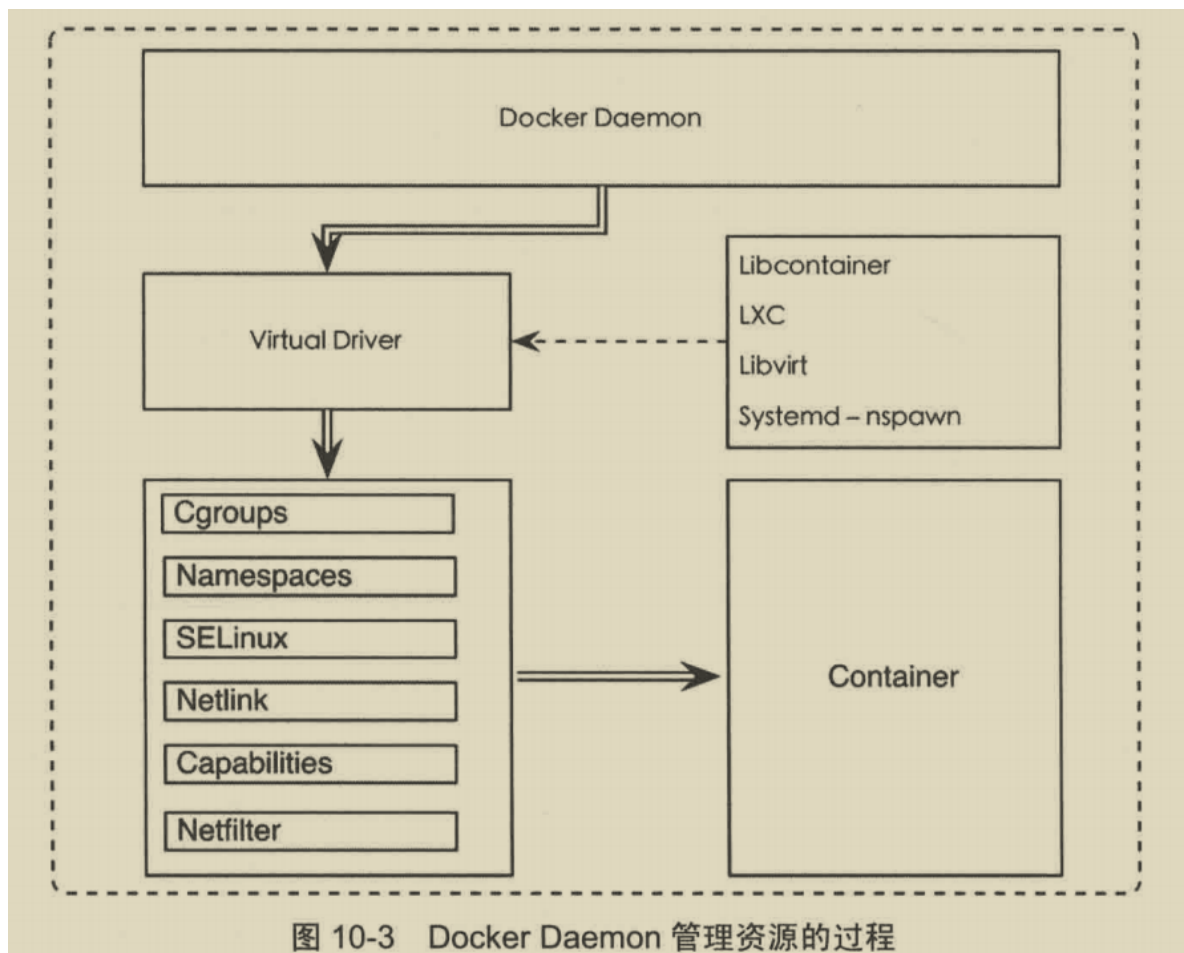 Docker Daemon
Virtual Driver
Libcontainer
LXC
Libvirt
Systemd – nspawn
Cgroups
Namespaces
SELinux
Netlink
Capabilities
Netfilter
Container
图 10-3 Docker Daemon 管理资源的过程